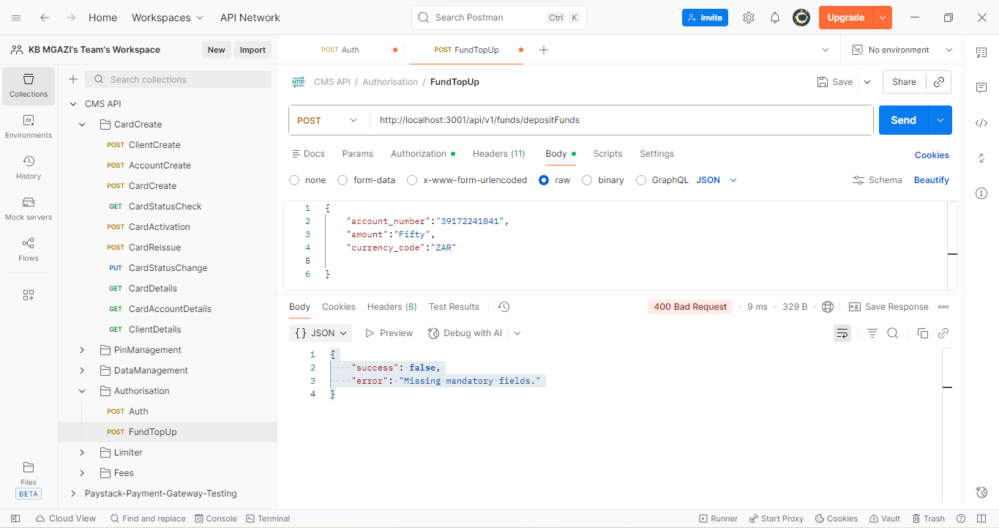 Home Workspaces API Network Search Postman Ctrl K Invite Upgrade
KB MGAZI's Team's Workspace New Import POST Auth POST FundTopUp No environment
Collections
Environments
History
Mock servers
Flows
Files
BETA
Search collections
CMS API
CardCreate
POST ClientCreate
POST AccountCreate
POST CardCreate
GET CardStatusCheck
POST CardActivation
POST CardReissue
PUT CardStatusChange
GET CardDetails
GET CardAccountDetails
GET ClientDetails
PinManagement
DataManagement
Authorisation
POST Auth
POST FundTopUp
Limiter
Fees
Paystack-Payment-Gateway-Testing
HTTP CMS API / Authorisation / FundTopUp Save Share
POST http://localhost:3001/api/v1/funds/depositFunds Send
Docs Params Authorization Headers (11) Body Scripts Settings Cookies
none form-data x-www-form-urlencoded raw binary GraphQL JSON Schema Beautify
1 {
2 "account_number":"39172241041",
3 "amount":"Fifty",
4 "currency_code":"ZAR"
5
6 }
Body Cookies Headers (8) Test Results 400 Bad Request • 9 ms • 329 B e.g. Save Response
{} JSON Preview Debug with AI
1 {
2 "success": false,
3 "error": "Missing mandatory fields."
4 }
Cloud View Find and replace Console Terminal Runner Start Proxy Cookies Vault Trash